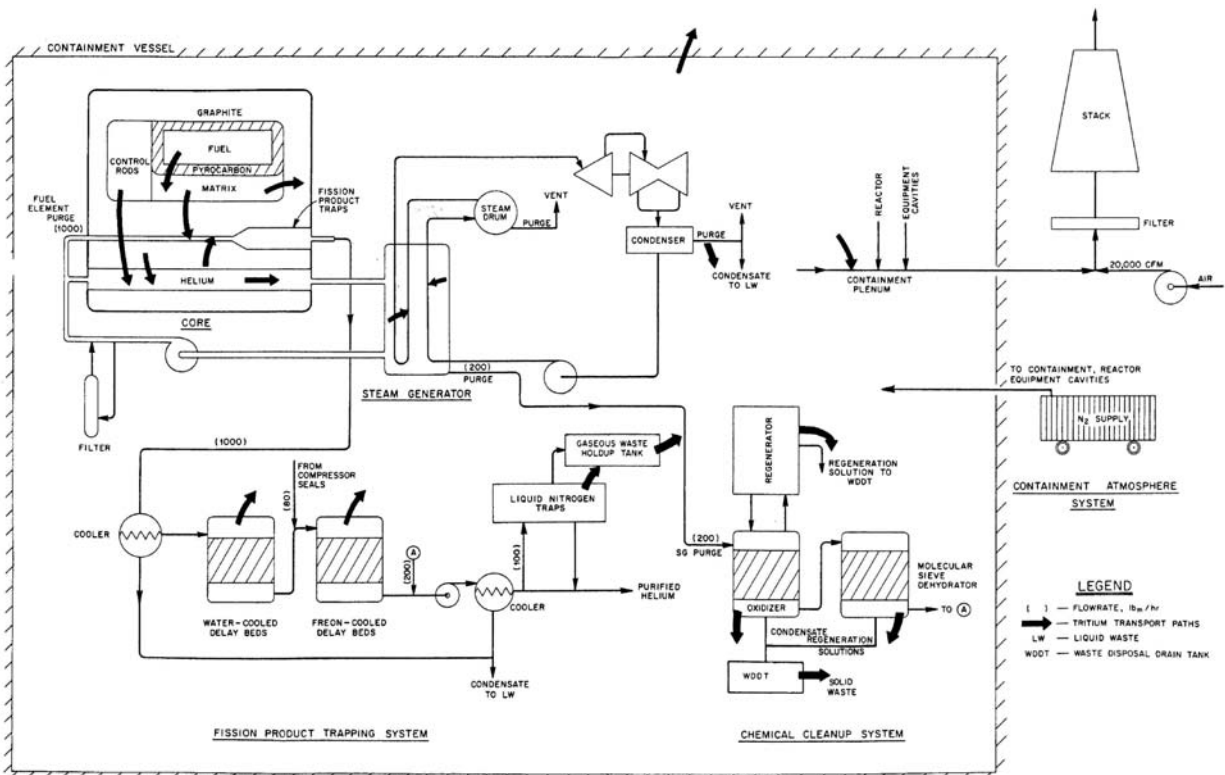 CONTAINMENT VESSEL
GRAPHITE
FUEL
CONTROL
RODS
PYROCARBON
MATRIX
FISSION
PRODUCT
TRAPS
FUEL
ELEMENT
PURGE
(1000)
HELIUM
CORE
FILTER
STEAM
DRUM
VENT
PURGE
CONDENSER
PURGE
VENT
CONDENSATE
TO LW
(200)
PURGE
STEAM GENERATOR
REACTOR
EQUIPMENT
CAVITIES
CONTAINMENT
PLENUM
STACK
FILTER
20,000 CFM
AIR
TO CONTAINMENT, REACTOR
EQUIPMENT CAVITIES
N2 SUPPLY
CONTAINMENT ATMOSPHERE
SYSTEM
(1000)
FROM
COMPRESSOR
SEALS
(80)
COOLER
WATER-COOLED
DELAY BEDS
FREON-COOLED
DELAY BEDS
A
(200)
COOLER
(100)
GASEOUS WASTE
HOLDUP TANK
LIQUID NITROGEN
TRAPS
PURIFIED
HELIUM
CONDENSATE
TO LW
FISSION PRODUCT TRAPPING SYSTEM
REGENERATOR
REGENERATION
SOLUTION TO
WDDT
(200)
SG PURGE
OXIDIZER
MOLECULAR
SIEVE
DEHYDRATOR
TO A
CONDENSATE
REGENERATION
SOLUTIONS
WDDT
SOLID
WASTE
CHEMICAL CLEANUP SYSTEM
LEGEND
( ) — FLOWRATE, lbm/hr
— TRITIUM TRANSPORT PATHS
LW — LIQUID WASTE
WDDT — WASTE DISPOSAL DRAIN TANK